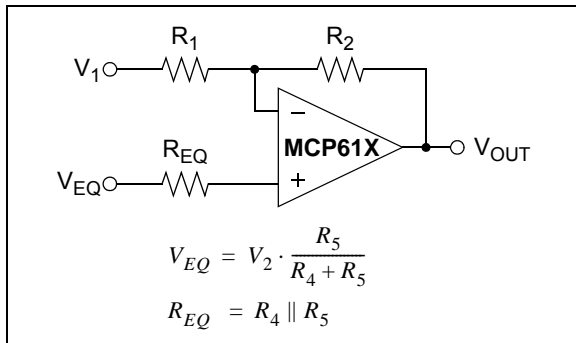 R1 R2
V1
−
MCP61X
VOUT
REQ
VEQ
+
VEQ = V2 · R5 / (R4 + R5)
REQ = R4 || R5